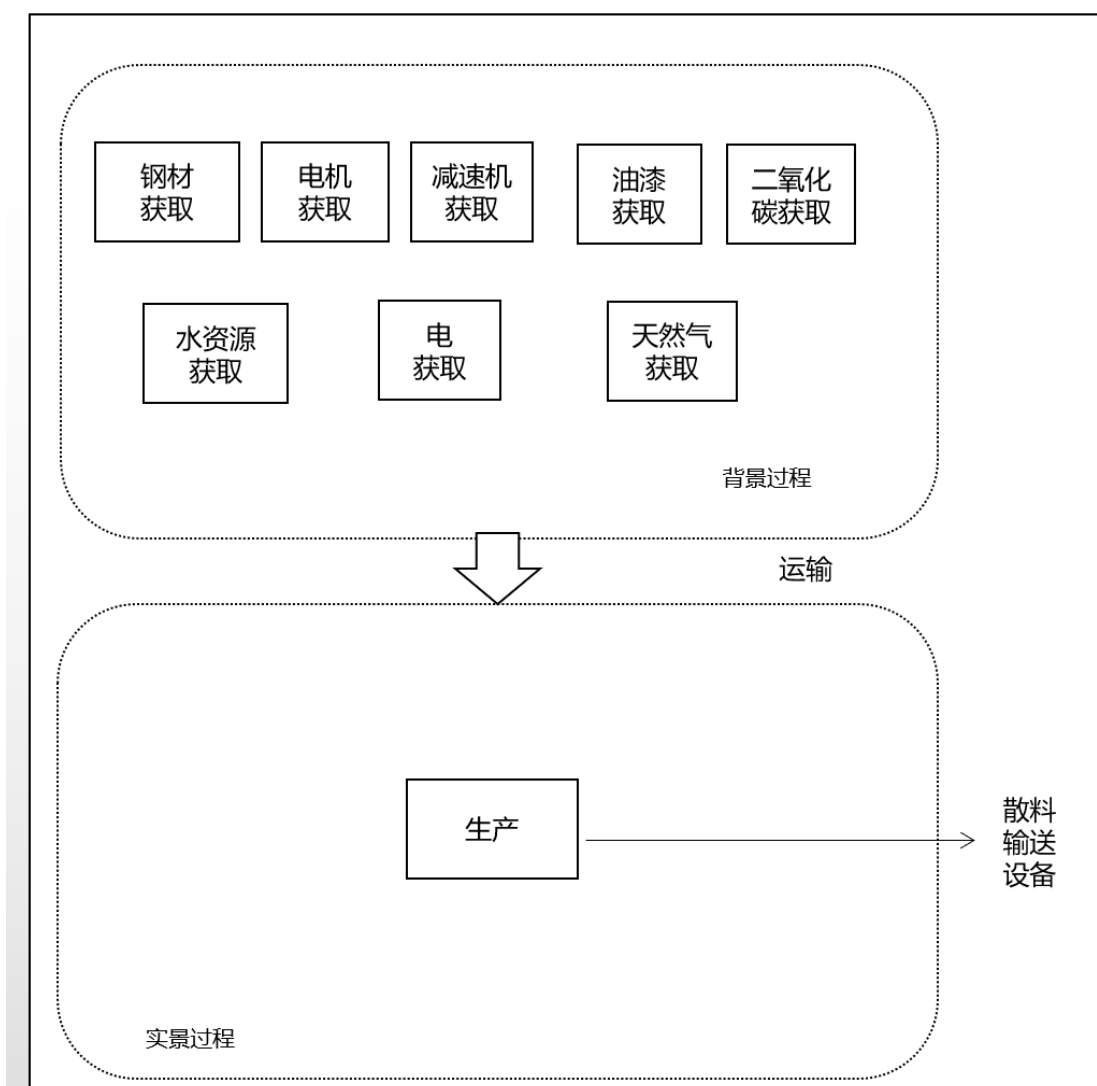 钢材
获取
电机
获取
减速机
获取
油漆
获取
二氧化
碳获取
水资源
获取
电
获取
天然气
获取
背景过程
运输
生产
散料
输送
设备
实景过程